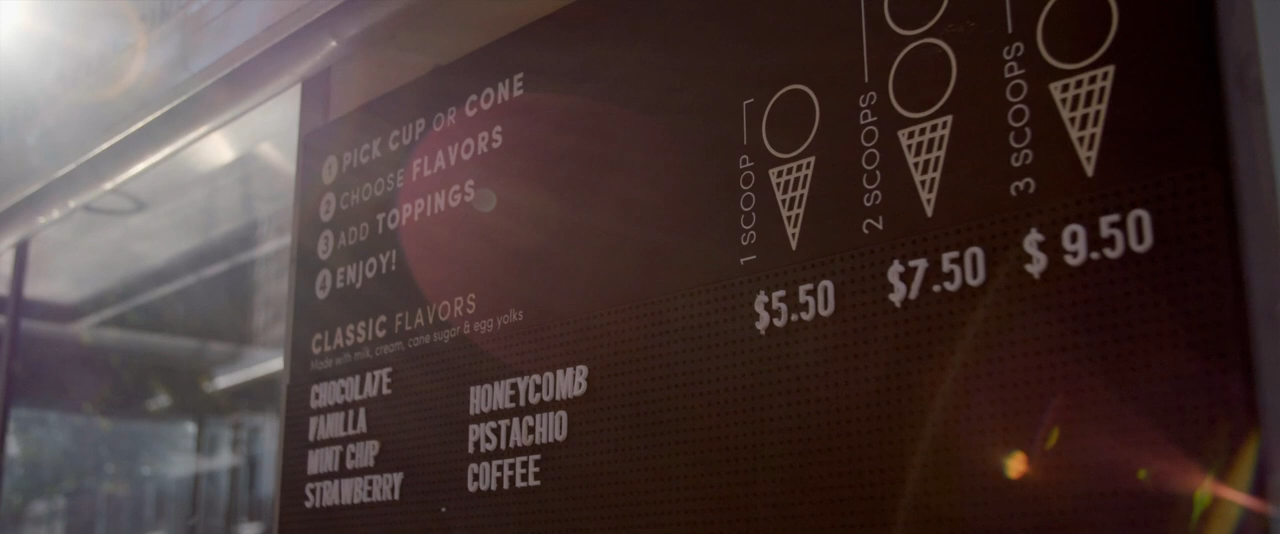 1 PICK CUP OR CONE
2 CHOOSE FLAVORS
3 ADD TOPPINGS
4 ENJOY!
CLASSIC FLAVORS
Made with milk, cream, cane sugar & egg yolks
CHOCOLATE
VANILLA
MINT CHIP
STRAWBERRY
HONEYCOMB
PISTACHIO
COFFEE
1 SCOOP
$5.50
2 SCOOPS
$7.50
3 SCOOPS
$ 9.50